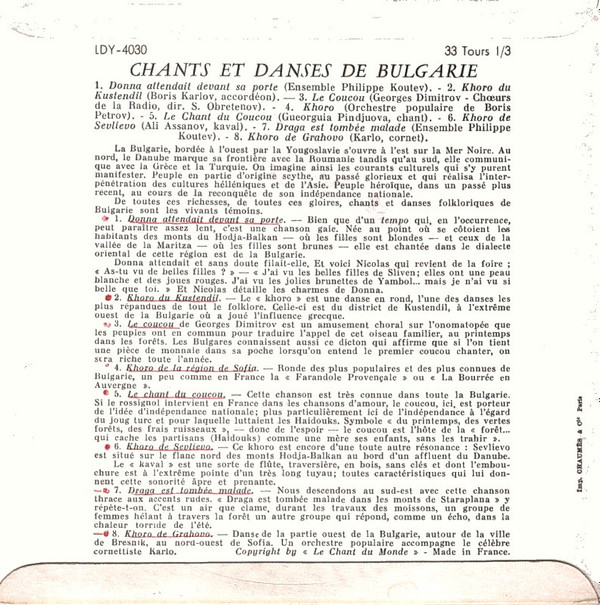 LDY-4030 33 Tours 1/3
CHANTS ET DANSES DE BULGARIE
1. Donna attendait devant sa porte (Ensemble Philippe Koutev). - 2. Khoro du
Kustendil (Boris Karlov, accordéon). — 3. Le Coucou (Georges Dimitrov - Chœurs
de la Radio, dir. S. Obretenov). - 4. Khoro (Orchestre populaire de Boris
Petrov). - 5. Le Chant du Coucou (Gueorguia Pindjuova, chant). - 6. Khoro de
Sevlievo (Ali Assanov, kaval). - 7. Draga est tombée malade (Ensemble Philippe
Koutev). - 8. Khoro de Grahovo (Karlo, cornet).
La Bulgarie, bordée à l'ouest par la Yougoslavie s'ouvre à l'est sur la Mer Noire. Au
nord, le Danube marque sa frontière avec la Roumanie tandis qu'au sud, elle communi-
que avec la Grèce et la Turquie. On imagine ainsi les courants culturels qui s'y purent
manifester. Peuple en partie d'origine scythe, au passé glorieux et qui réalisa l'inter-
pénétration des cultures hélléniques et de l'Asie. Peuple héroïque, dans un passé plus
récent, au cours de la reconquête de son indépendance nationale.
De toutes ces richesses, de toutes ces gloires, chants et danses folkloriques de
Bulgarie sont les vivants témoins.
1. Donna attendait devant sa porte. — Bien que d'un tempo qui, en l'occurrence,
peut paraître assez lent, c'est une chanson gaie. Née au point où se côtoient les
habitants des monts du Hodja-Balkan — où les filles sont blondes — et ceux de la
vallée de la Maritza — où les filles sont brunes — elle est chantée dans le dialecte
oriental de cette région est de la Bulgarie.
Donna attendait et sans doute filait-elle, Et voici Nicolas qui revient de la foire ;
« As-tu vu de belles filles ? » — « J'ai vu les belles filles de Sliven; elles ont une peau
blanche et des joues rouges. J'ai vu les jolies brunettes de Yambol... mais je n'ai vu si
belle que toi. » Et Nicolas détaille les charmes de Donna.
2. Khoro du Kustendil. — Le « khoro » est une danse en rond, l'une des danses les
plus répandues de tout le folklore. Celle-ci est du district de Kustendil, à l'extrême
ouest de la Bulgarie où a joué l'influence grecque.
3. Le coucou de Georges Dimitrov est un amusement choral sur l'onomatopée que
les peuples ont en commun pour traduire l'appel de cet oiseau familier, au printemps
dans les forêts. Les Bulgares connaissent aussi ce dicton qui affirme que si l'on tient
une pièce de monnaie dans sa poche lorsqu'on entend le premier coucou chanter, on
sera riche toute l'année.
4. Khoro de la région de Sofia. — Ronde des plus populaires et des plus connues de
Bulgarie, un peu comme en France la « Farandole Provençale » ou « La Bourrée en
Auvergne ».
5. Le chant du coucou, — Cette chanson est très connue dans toute la Bulgarie.
Si le rossignol intervient en France dans les chansons d'amour, le coucou, ici, est porteur
de l'idée d'indépendance nationale; plus particulièrement ici de l'indépendance à l'égard
du joug turc et pour laquelle luttaient les Haidouks. Symbole « du printemps, des vertes
forêts, des frais ruisseaux », — donc de l'espoir — le coucou est l'hôte de la « forêt...
qui cache les partisans (Haidouks) comme une mère ses enfants, sans les trahir ».
6. Khoro de Sevlievo. — Ce khoro est encore d'une toute autre résonance : Sevlievo
est situé sur le flanc nord des monts Hodja-Balkan au bord d'un affluent du Danube.
Le « kaval » est une sorte de flûte, traversière, en bois, sans clés et dont l'embou-
chure est à l'extrême pointe d'un très long tuyau; toutes caractéristiques qui lui don-
nent cette sonorité âpre et prenante.
7. Draga est tombée malade. — Nous descendons au sud-est avec cette chanson
thrace aux accents rudes. « Draga est tombée malade dans les monts de Staraplana » y
répète-t-on. C'est un air que clame, durant les travaux des moissons, un groupe de
femmes hélant à travers la forêt un autre groupe qui répond, comme un écho, dans la
chaleur torride de l'été.
8. Khoro de Grahovo. — Danse de la partie ouest de la Bulgarie, autour de la ville
de Bresnik, au nord-ouest de Sofia. Un orchestre populaire accompagne le célèbre
cornettiste Karlo. Copyright by « Le Chant du Monde » - Made in France.
Imp. CHAUMÈS & Cie Paris